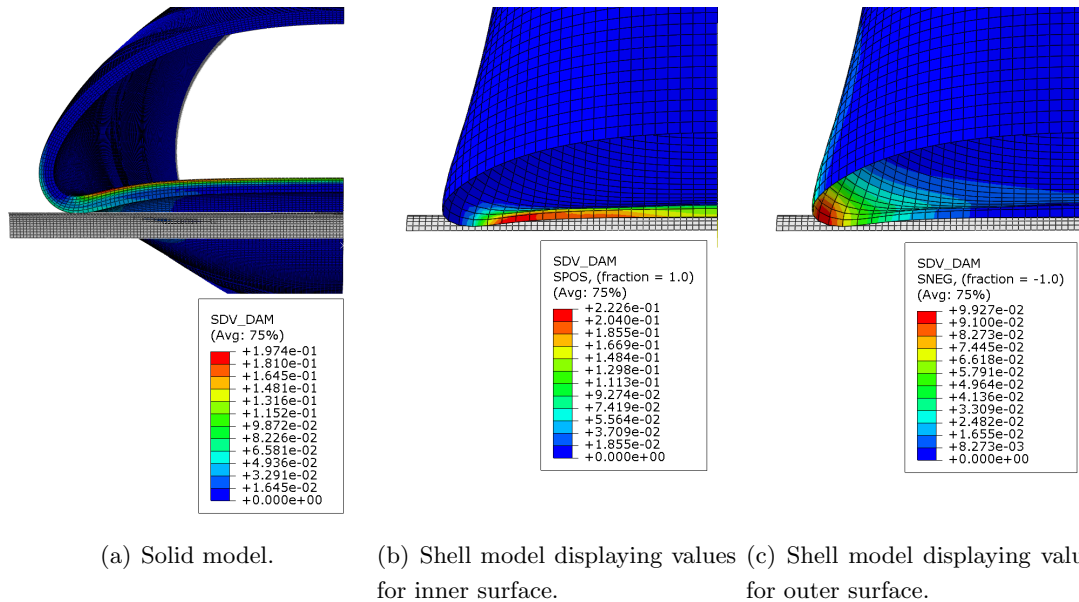 SDV_DAM
(Avg: 75%)
+1.974e-01
+1.810e-01
+1.645e-01
+1.481e-01
+1.316e-01
+1.152e-01
+9.872e-02
+8.226e-02
+6.581e-02
+4.936e-02
+3.291e-02
+1.645e-02
+0.000e+00
(a) Solid model.
SDV_DAM
SPOS, (fraction = 1.0)
(Avg: 75%)
+2.226e-01
+2.040e-01
+1.855e-01
+1.669e-01
+1.484e-01
+1.298e-01
+1.113e-01
+9.274e-02
+7.419e-02
+5.564e-02
+3.709e-02
+1.855e-02
+0.000e+00
(b) Shell model displaying values
for inner surface.
SDV_DAM
SNEG, (fraction = -1.0)
(Avg: 75%)
+9.927e-02
+9.100e-02
+8.273e-02
+7.445e-02
+6.618e-02
+5.791e-02
+4.964e-02
+4.136e-02
+3.309e-02
+2.482e-02
+1.655e-02
+8.273e-03
+0.000e+00
(c) Shell model displaying valu
for outer surface.